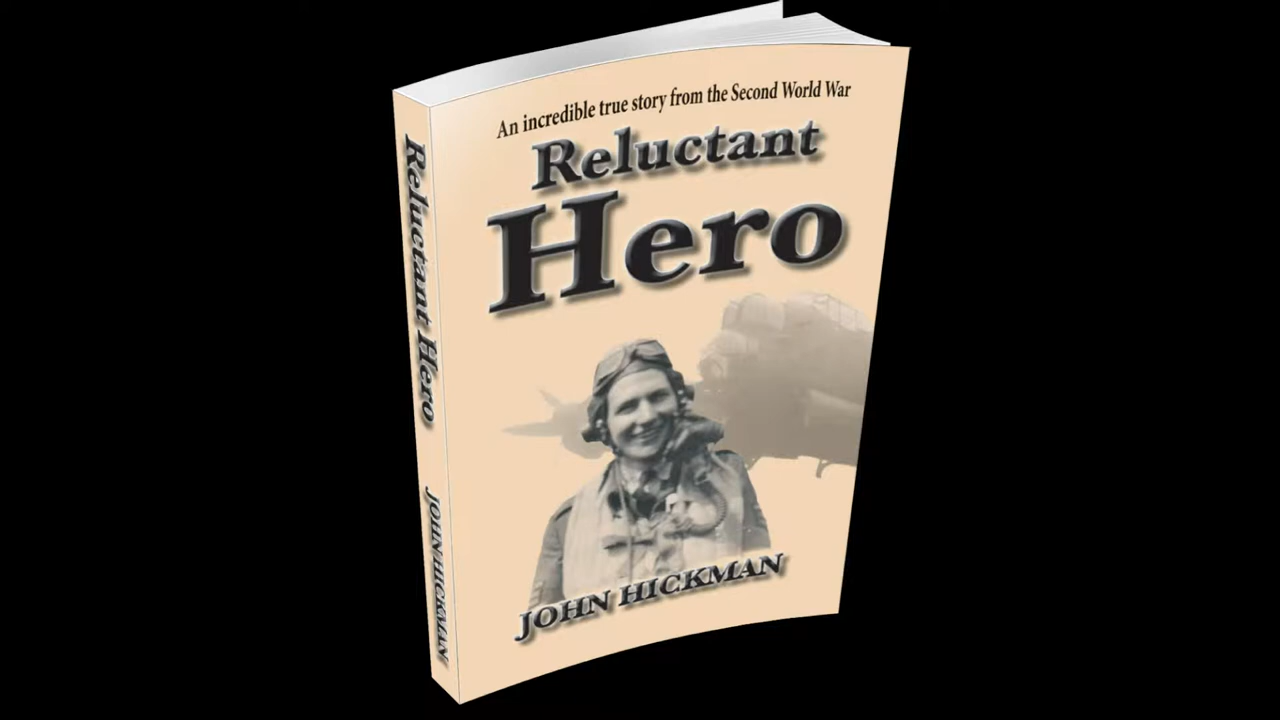 An incredible true story from the Second World War
Reluctant
Hero
JOHN HICKMAN
Reluctant Hero
JOHN HICKMAN